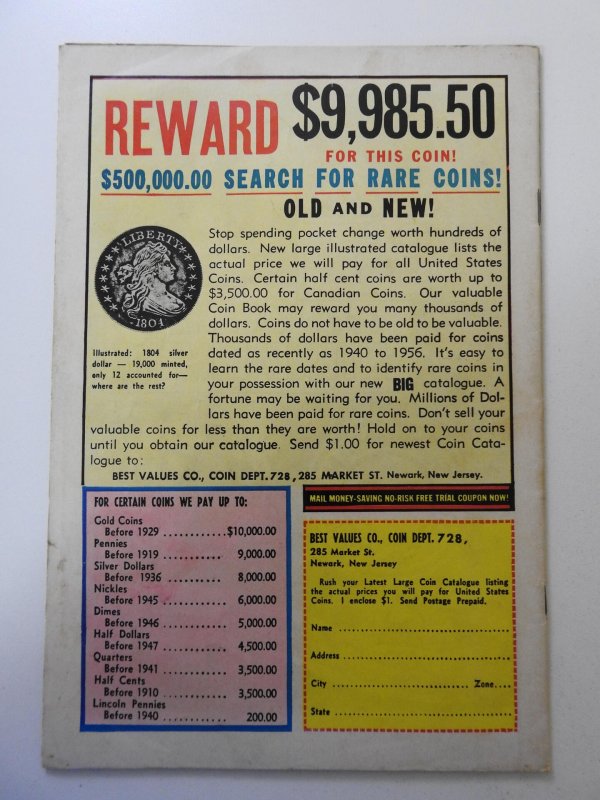 REWARD $9,985.50
FOR THIS COIN!
$500,000.00 SEARCH FOR RARE COINS!
OLD AND NEW!
LIBERTY
1804
Illustrated: 1804 silver
dollar — 19,000 minted,
only 12 accounted for—
where are the rest?
Stop spending pocket change worth hundreds of
dollars. New large illustrated catalogue lists the
actual price we will pay for all United States
Coins. Certain half cent coins are worth up to
$3,500.00 for Canadian Coins. Our valuable
Coin Book may reward you many thousands of
dollars. Coins do not have to be old to be valuable.
Thousands of dollars have been paid for coins
dated as recently as 1940 to 1956. It's easy to
learn the rare dates and to identify rare coins in
your possession with our new BIG catalogue. A
fortune may be waiting for you. Millions of Dol-
lars have been paid for rare coins. Don't sell your
valuable coins for less than they are worth! Hold on to your coins
until you obtain our catalogue. Send $1.00 for newest Coin Cata-
logue to:
BEST VALUES CO., COIN DEPT. 728, 285 MARKET ST. Newark, New Jersey.
FOR CERTAIN COINS WE PAY UP TO:
Gold Coins
Before 1929 ............$10,000.00
Pennies
Before 1919 ............ 9,000.00
Silver Dollars
Before 1936 ............ 8,000.00
Nickles
Before 1945 ............ 6,000.00
Dimes
Before 1946 ............ 5,000.00
Half Dollars
Before 1947 ............ 4,500.00
Quarters
Before 1941 ............ 3,500.00
Half Cents
Before 1910 ............ 3,500.00
Lincoln Pennies
Before 1940 ............ 200.00
MAIL MONEY-SAVING NO-RISK FREE TRIAL COUPON NOW!
BEST VALUES CO., COIN DEPT. 728,
285 Market St.
Newark, New Jersey
Rush your Latest Large Coin Catalogue listing
the actual prices you will pay for United States
Coins. I enclose $1. Send Postage Prepaid.
Name ........................................
Address ........................................
City ................................ Zone....
State ........................................